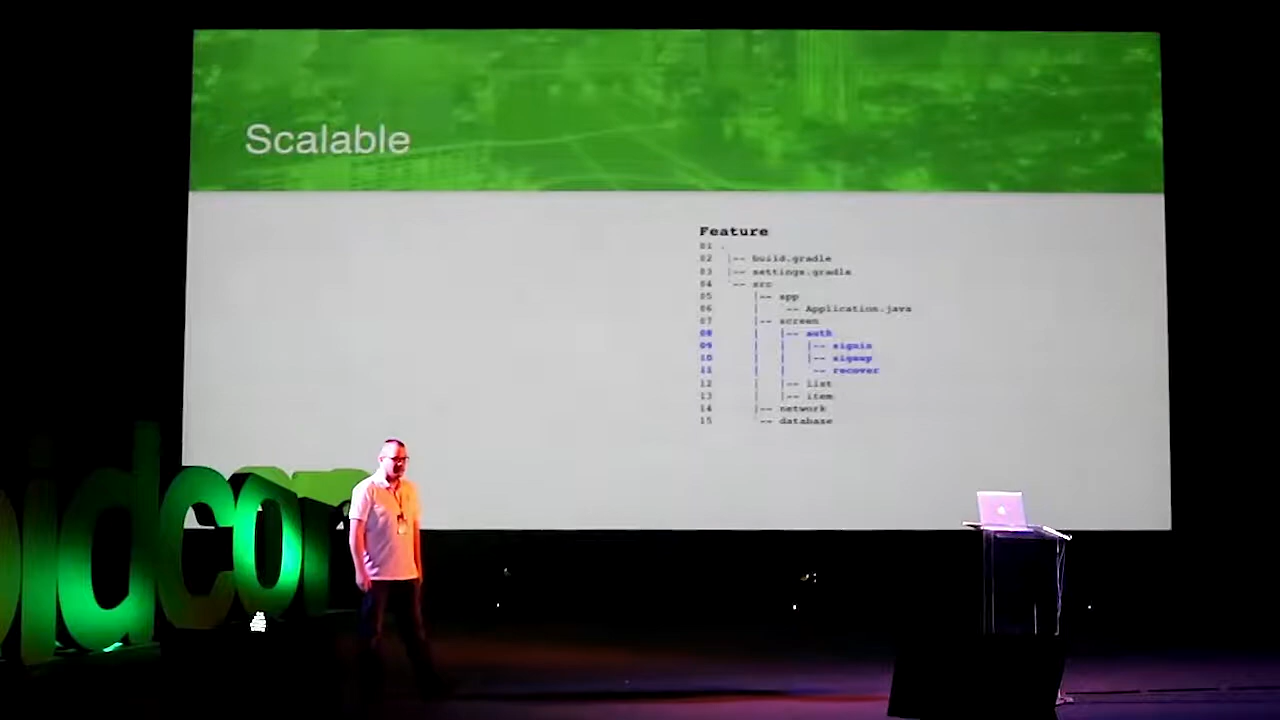 Scalable
Feature
01 .
02 |-- build.gradle
03 |-- settings.gradle
04 `-- src
05     |-- app
06     |   `-- Application.java
07     |-- screen
08     |   |-- auth
09     |   |   |-- signin
10     |   |   |-- signup
11     |   |   `-- recover
12     |   |-- list
13     |   |-- item
14     |-- network
15     `-- database
oidcon